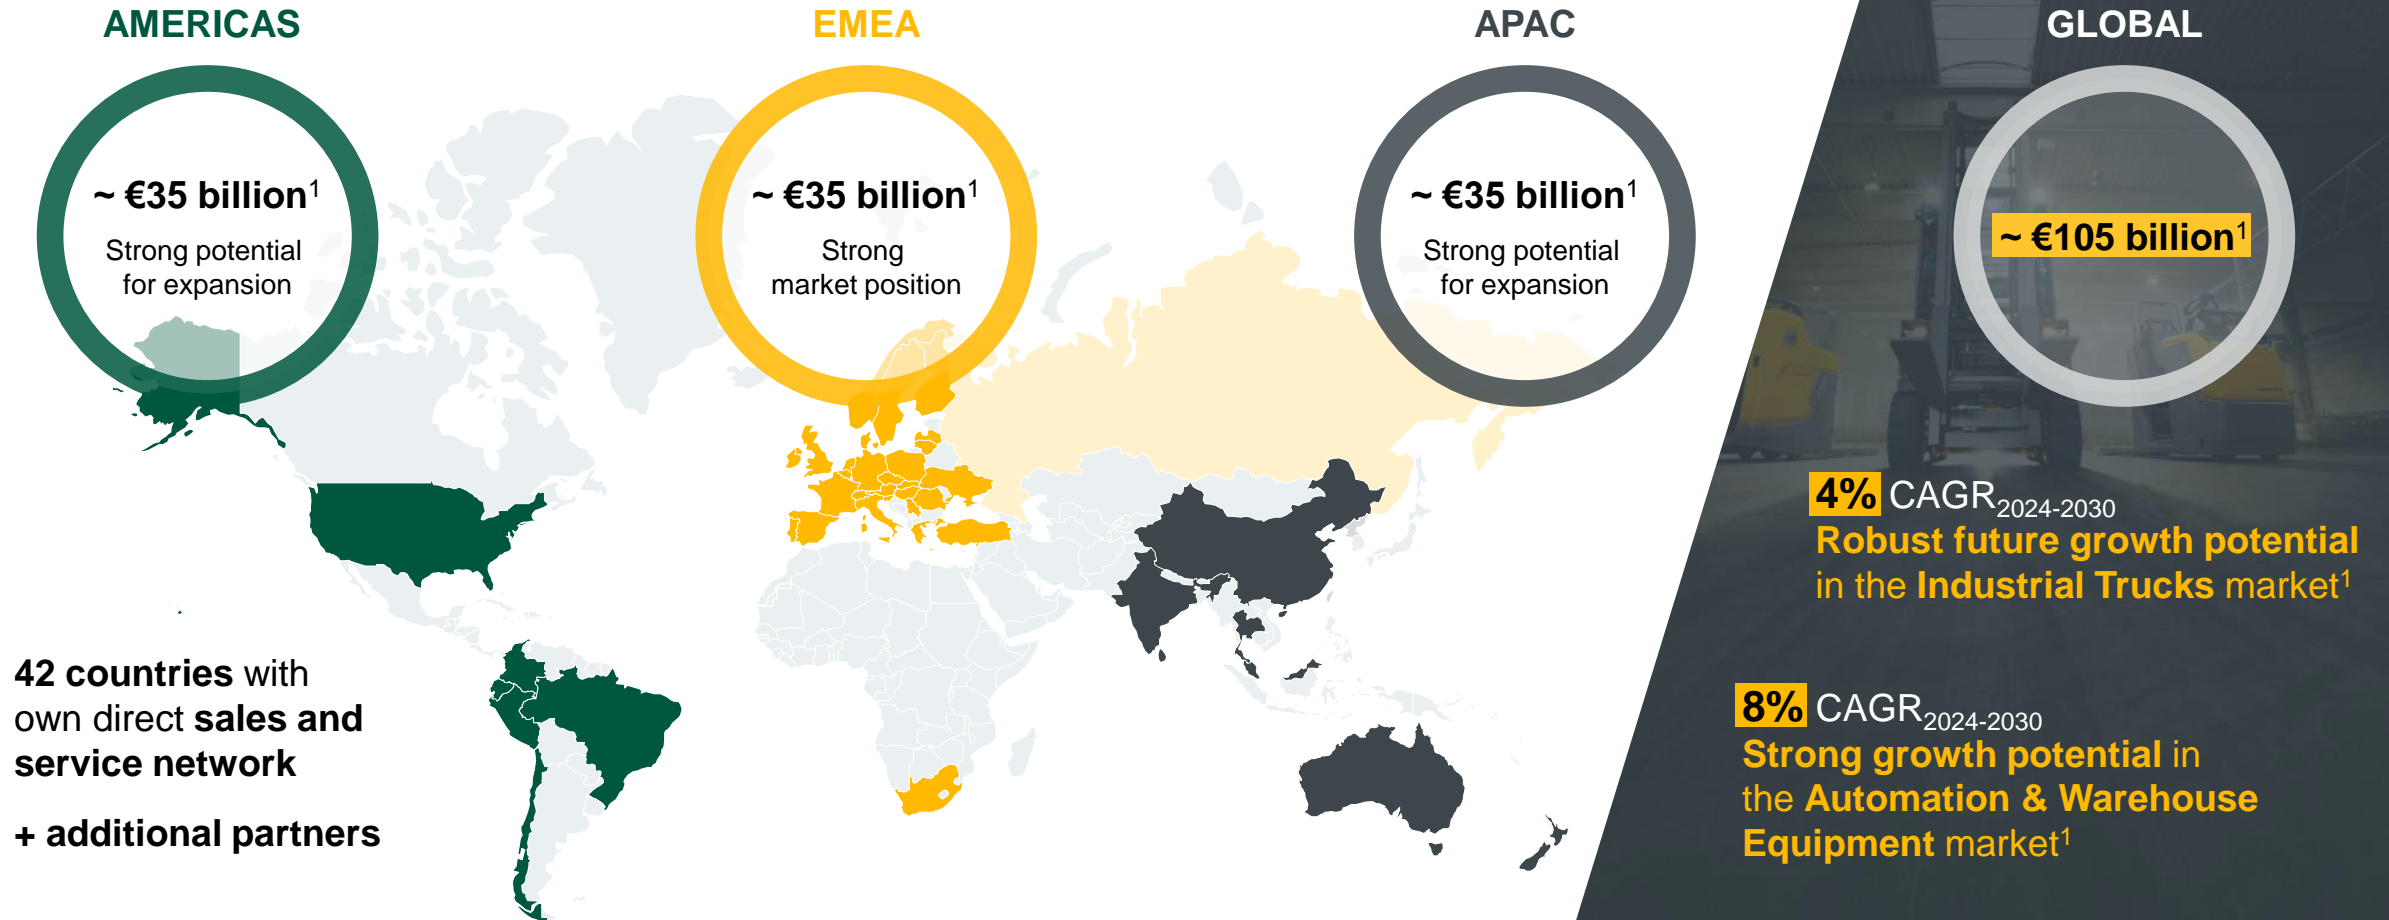 AMERICAS
~ €35 billion¹
Strong potential
for expansion
EMEA
~ €35 billion¹
Strong
market position
APAC
~ €35 billion¹
Strong potential
for expansion
GLOBAL
~ €105 billion¹
42 countries with
own direct sales and
service network
+ additional partners
4% CAGR2024-2030
Robust future growth potential
in the Industrial Trucks market¹
8% CAGR2024-2030
Strong growth potential in
the Automation & Warehouse
Equipment market¹